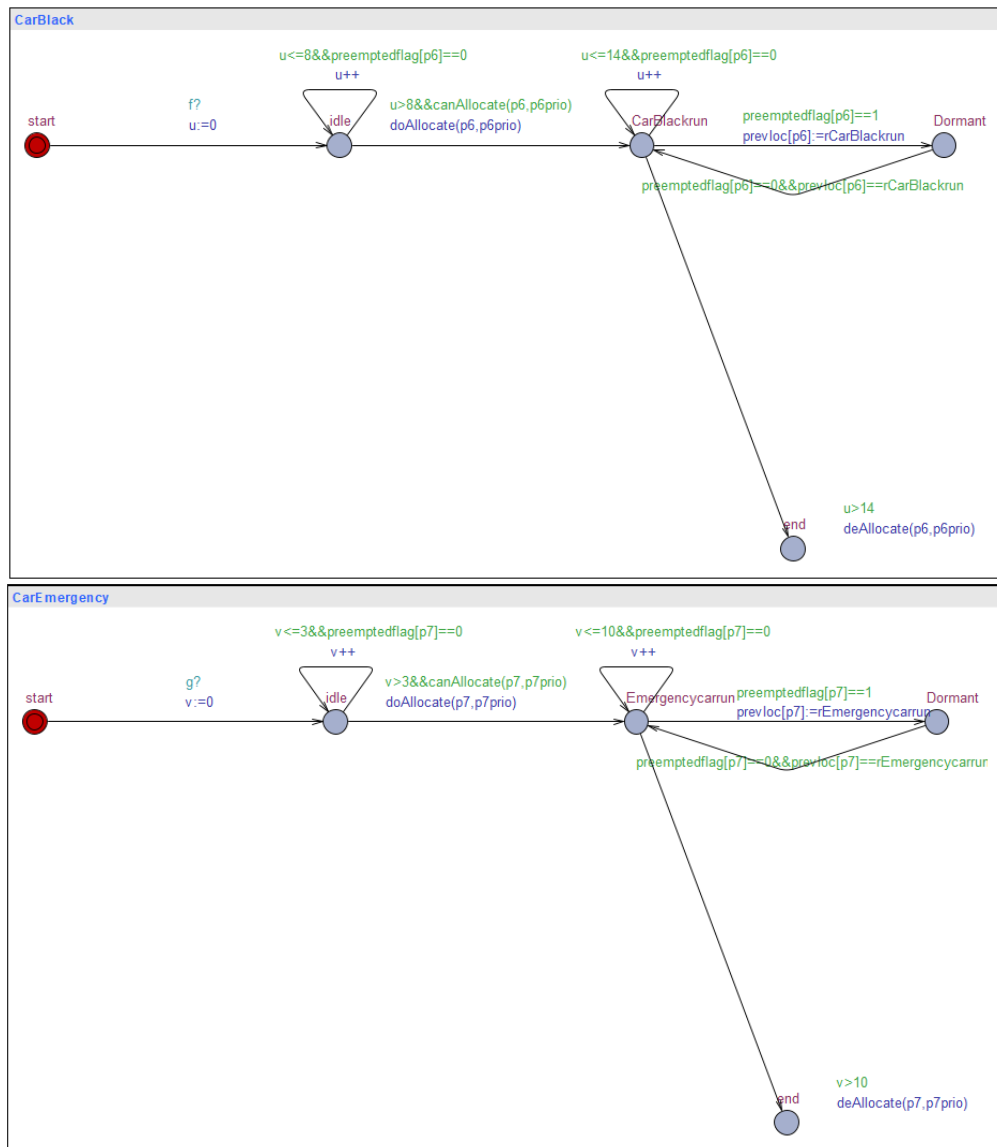 CarBlack
u<=8&&preemptedflag[p6]==0
u++
u<=14&&preemptedflag[p6]==0
u++
f?
u:=0
u>8&&canAllocate(p6,p6prio)
doAllocate(p6,p6prio)
preemptedflag[p6]==1
prevloc[p6]:=rCarBlackrun
start
idle
CarBlackrun
Dormant
preemptedflag[p6]==0&&prevloc[p6]==rCarBlackrun
u>14
deAllocate(p6,p6prio)
end
CarEmergency
v<=3&&preemptedflag[p7]==0
v++
v<=10&&preemptedflag[p7]==0
v++
g?
v:=0
v>3&&canAllocate(p7,p7prio)
doAllocate(p7,p7prio)
preemptedflag[p7]==1
prevloc[p7]:=rEmergencycarrun
start
idle
Emergencycarrun
Dormant
preemptedflag[p7]==0&&prevloc[p7]==rEmergencycarrun
v>10
deAllocate(p7,p7prio)
end